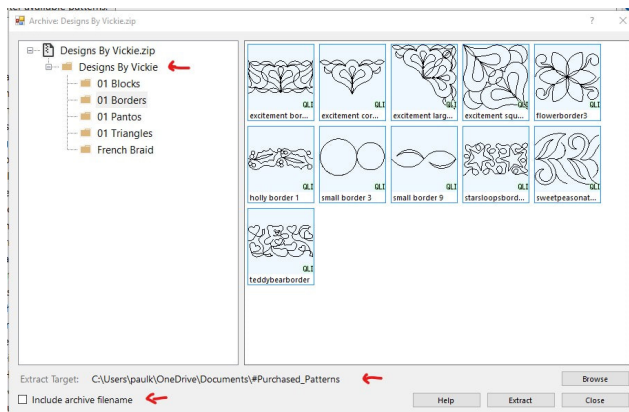 Archive: Designs By Vickie.zip
Designs By Vickie.zip
Designs By Vickie
01 Blocks
01 Borders
01 Pantos
01 Triangles
French Braid
QLI QLI QLI QLI QLI
excitement bor... excitement cor... excitement larg... excitement squ... flowerborder3
QLI QLI QLI QLI QLI
holly border 1 small border 3 small border 9 starsloopsbord... sweetpeasonat...
QLI
teddybearborder
Extract Target: C:\Users\paulk\OneDrive\Documents\#Purchased_Patterns Browse
Include archive filename Help Extract Close